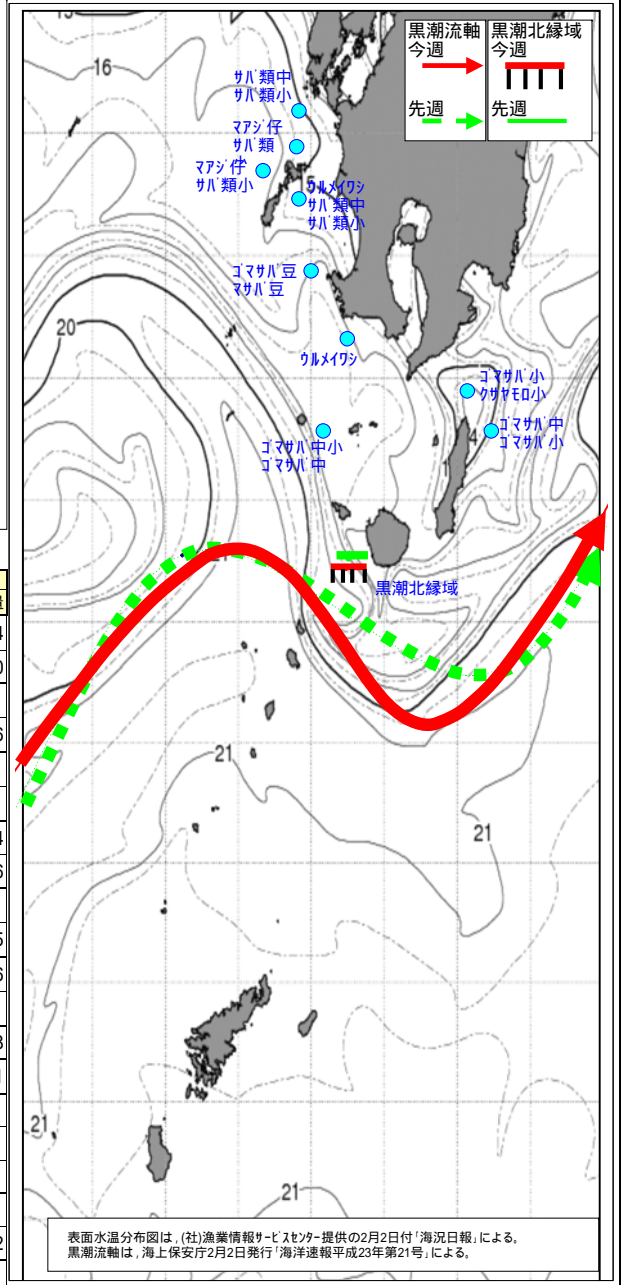 黒潮流軸
今週
先週
黒潮北縁域
今週
先週
16
サバ類中
サバ類小
マアジ仔
サバ類
マアジ仔
サバ類小
ウルメイワシ
サバ類中
サバ類小
ゴマサバ豆
マサバ豆
ウルメイワシ
20
ゴマサバ小
クサヤモロ小
ゴマサバ中
ゴマサバ小
ゴマサバ中小
ゴマサバ中
黒潮北縁域
21
21
21
21
表面水温分布図は，(社)漁業情報サービスセンター提供の2月2日付「海況日報」による。
黒潮流軸は，海上保安庁2月2日発行「海洋速報平成23年第21号」による。